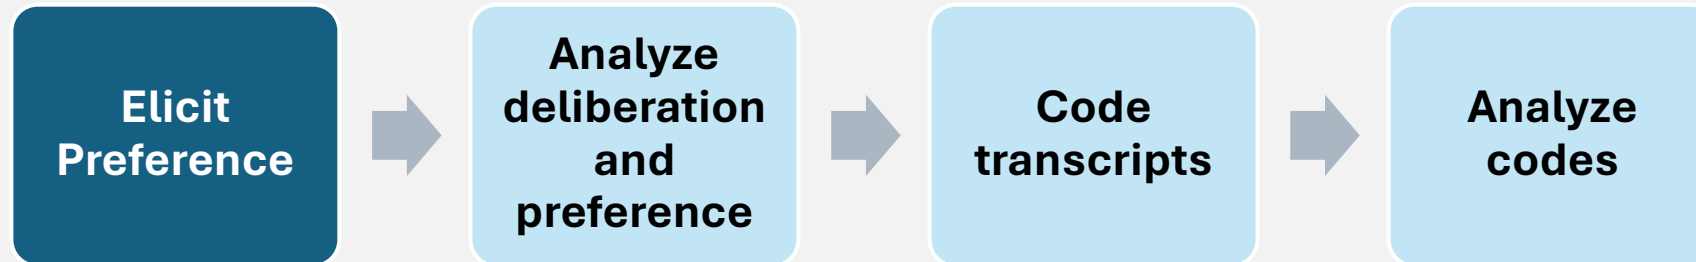 Elicit
Preference
Analyze
deliberation
and
preference
Code
transcripts
Analyze
codes